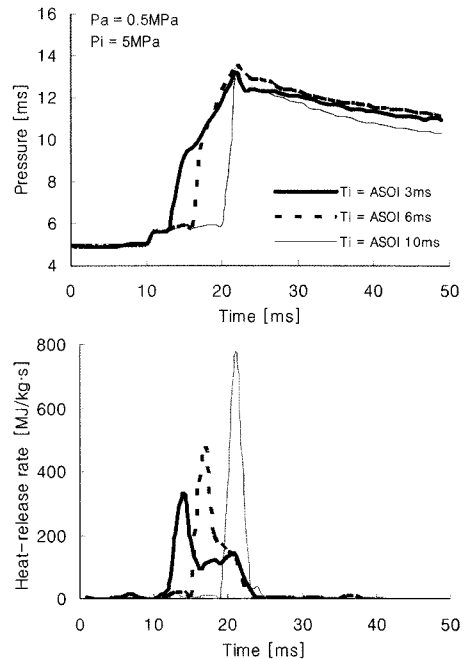 16
Pa = 0.5MPa
Pi = 5MPa
14
12
10
8
6
4
Pressure [ms]
Ti = ASOI 3ms
Ti = ASOI 6ms
Ti = ASOI 10ms
0 10 20 30 40 50
Time [ms]
800
600
400
200
0
Heat-release rate [MJ/kg·s]
0 10 20 30 40 50
Time [ms]